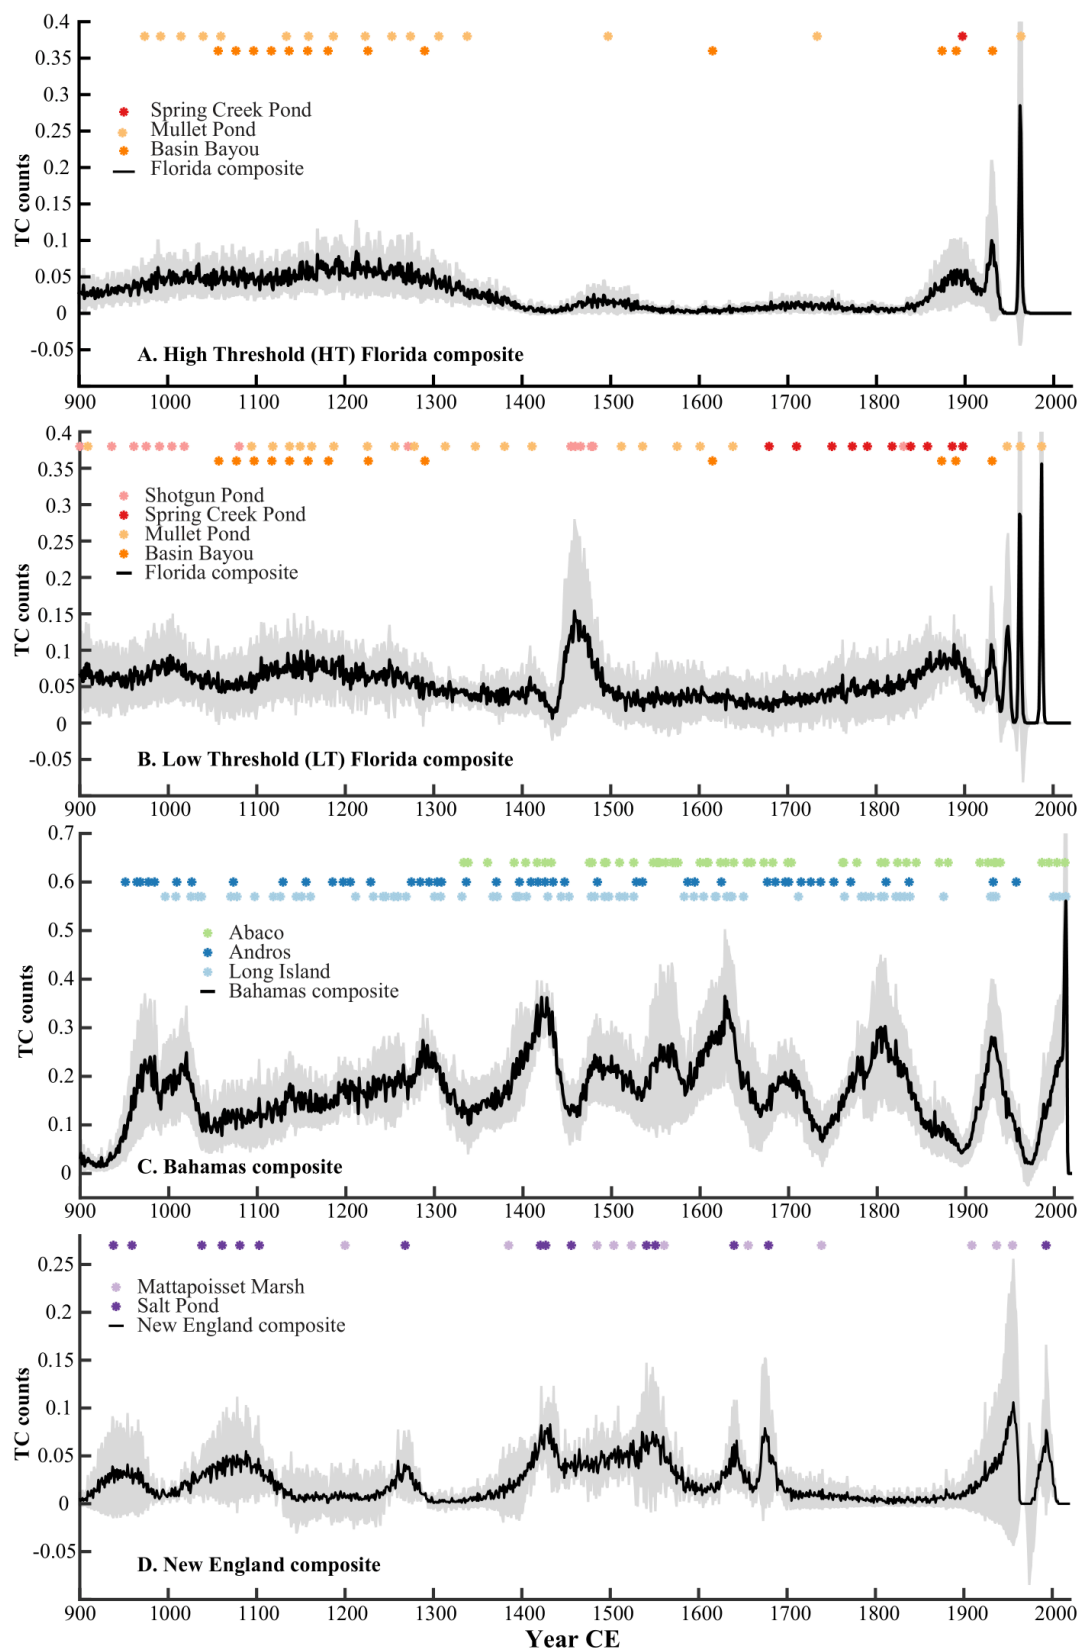 0.4
0.35
0.3
0.25
0.2
0.15
0.1
0.05
0
-0.05
TC counts
Spring Creek Pond
Mullet Pond
Basin Bayou
Florida composite
A. High Threshold (HT) Florida composite
900 1000 1100 1200 1300 1400 1500 1600 1700 1800 1900 2000
0.4
0.35
0.3
0.25
0.2
0.15
0.1
0.05
0
-0.05
TC counts
Shotgun Pond
Spring Creek Pond
Mullet Pond
Basin Bayou
Florida composite
B. Low Threshold (LT) Florida composite
900 1000 1100 1200 1300 1400 1500 1600 1700 1800 1900 2000
0.7
0.6
0.5
0.4
0.3
0.2
0.1
0
TC counts
Abaco
Andros
Long Island
Bahamas composite
C. Bahamas composite
900 1000 1100 1200 1300 1400 1500 1600 1700 1800 1900 2000
0.25
0.2
0.15
0.1
0.05
0
-0.05
TC counts
Mattapoisset Marsh
Salt Pond
New England composite
D. New England composite
900 1000 1100 1200 1300 1400 1500 1600 1700 1800 1900 2000
Year CE